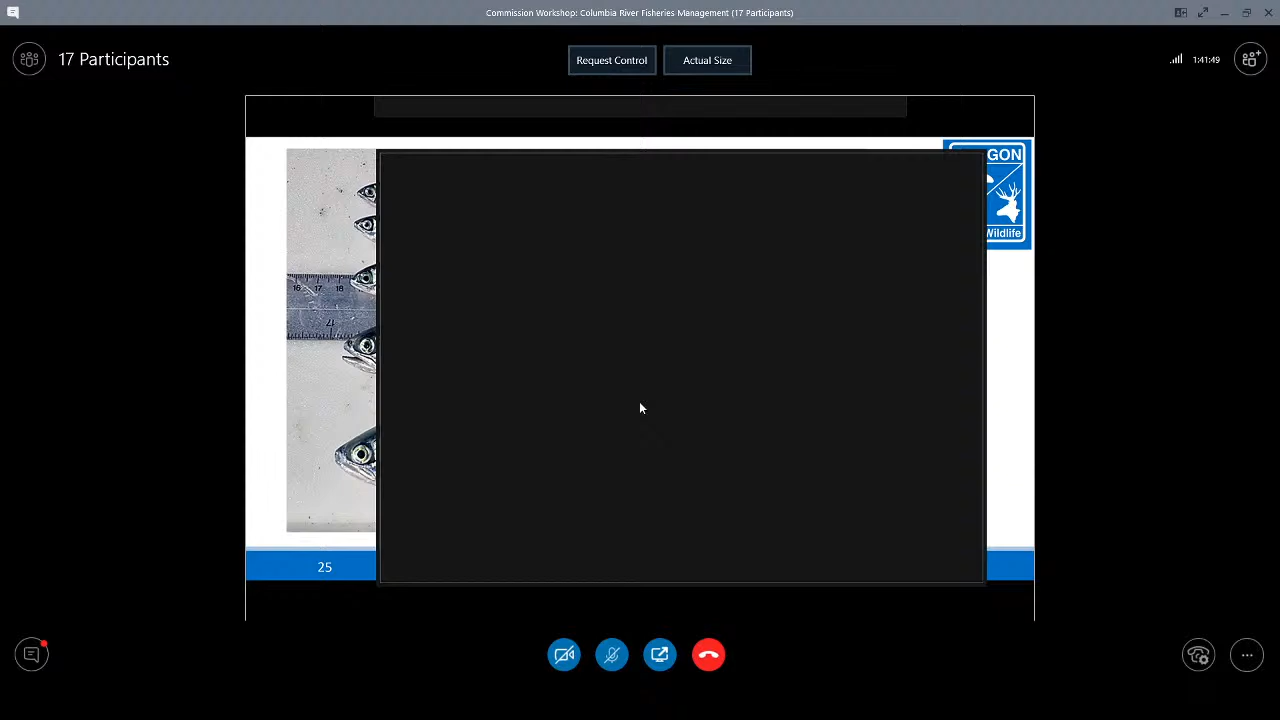 Commission Workshop: Columbia River Fisheries Management (17 Participants)
17 Participants
Request Control
Actual Size
1:41:49
GON
Wildlife
16 17 18
17
25